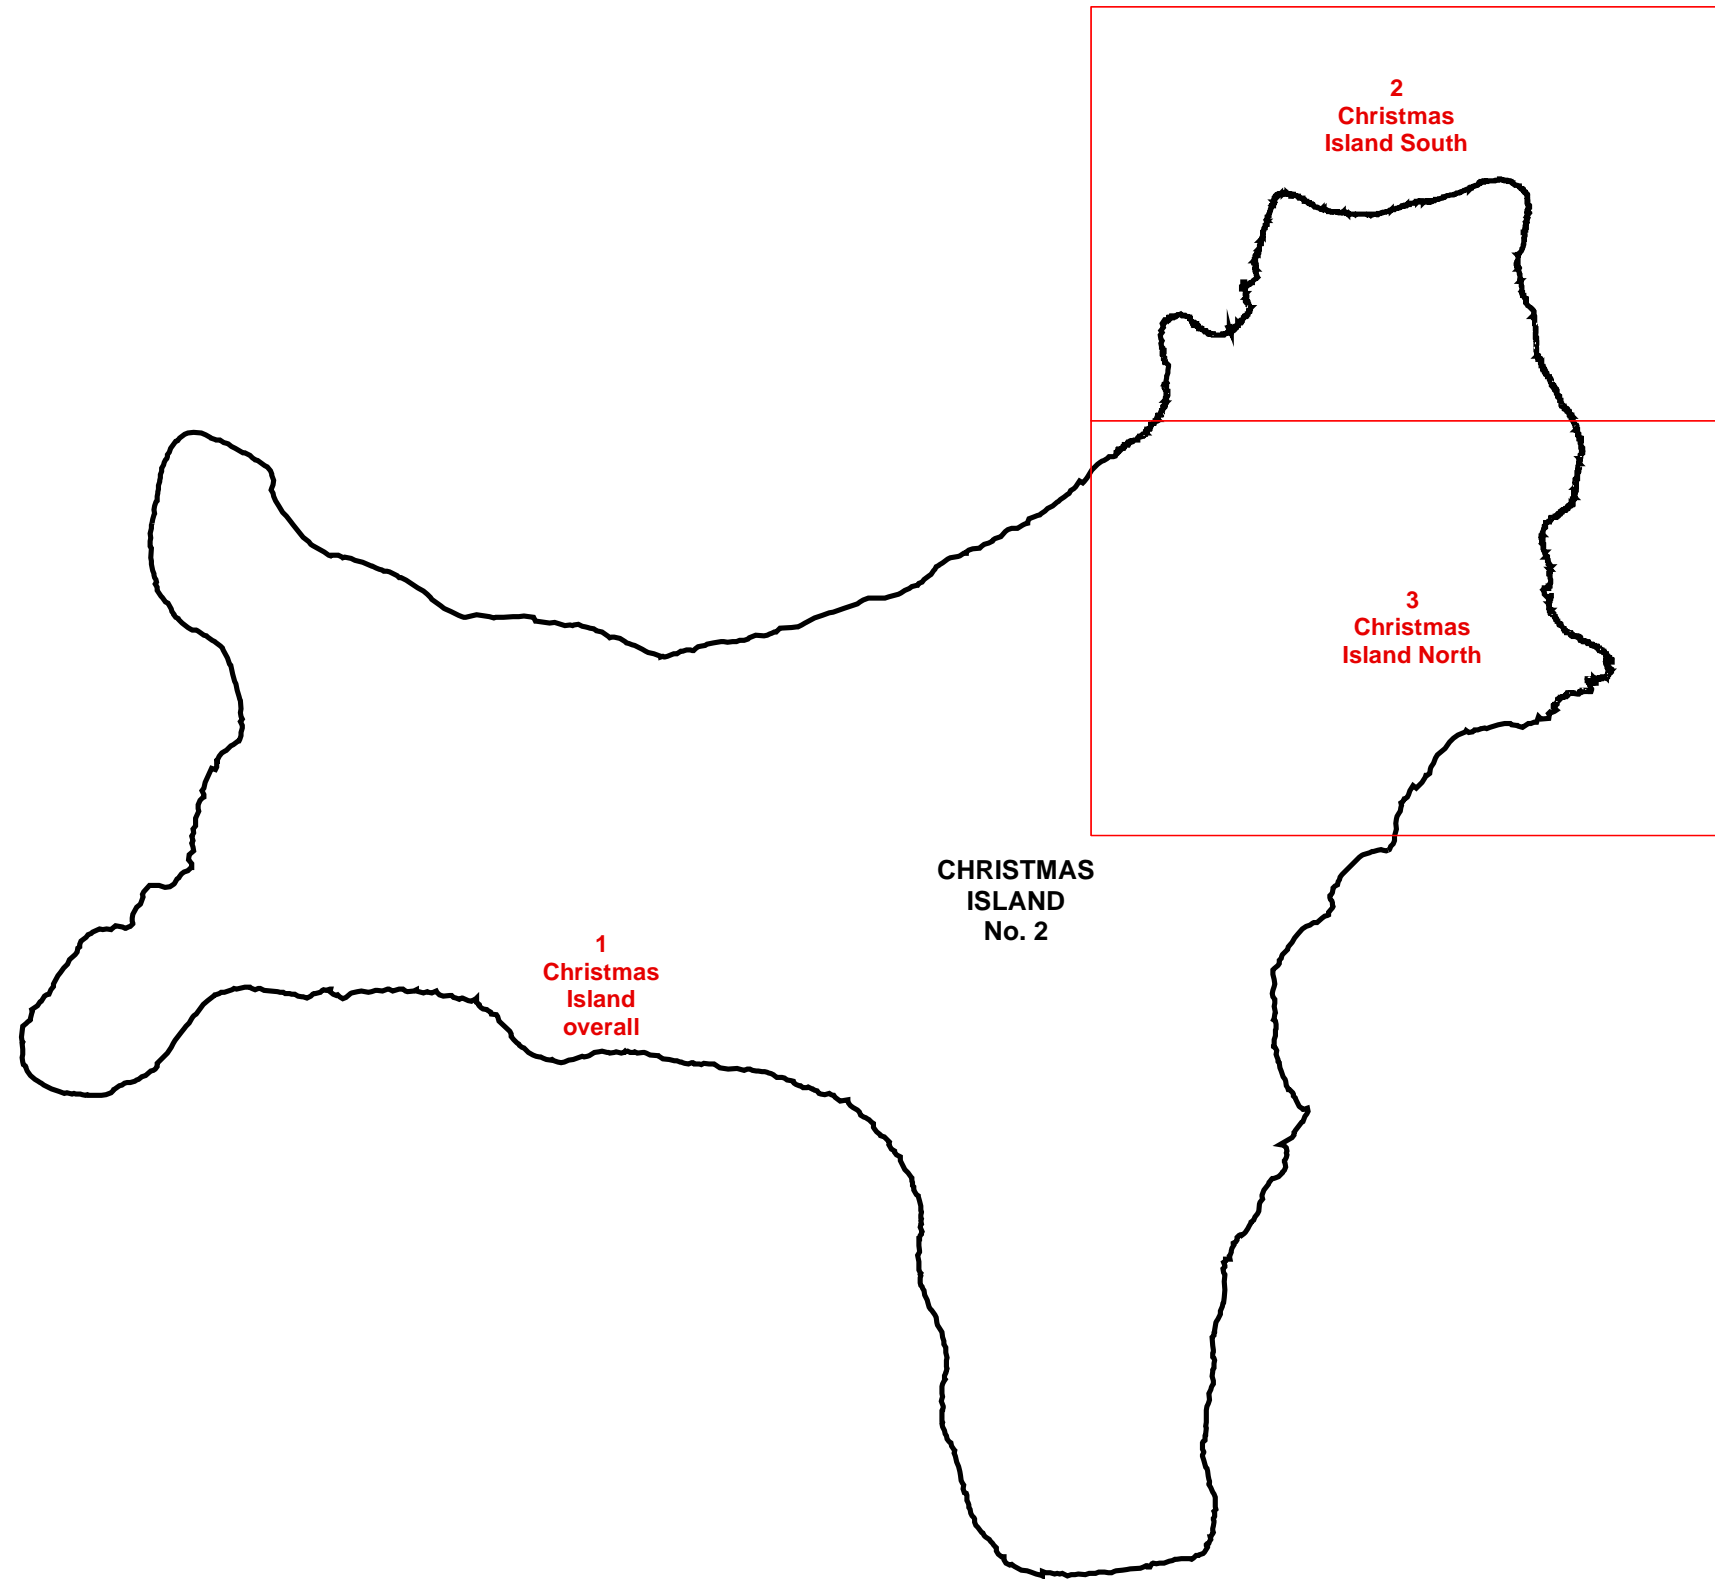 2
Christmas
Island South
3
Christmas
Island North
CHRISTMAS
ISLAND
No. 2
1
Christmas
Island
overall